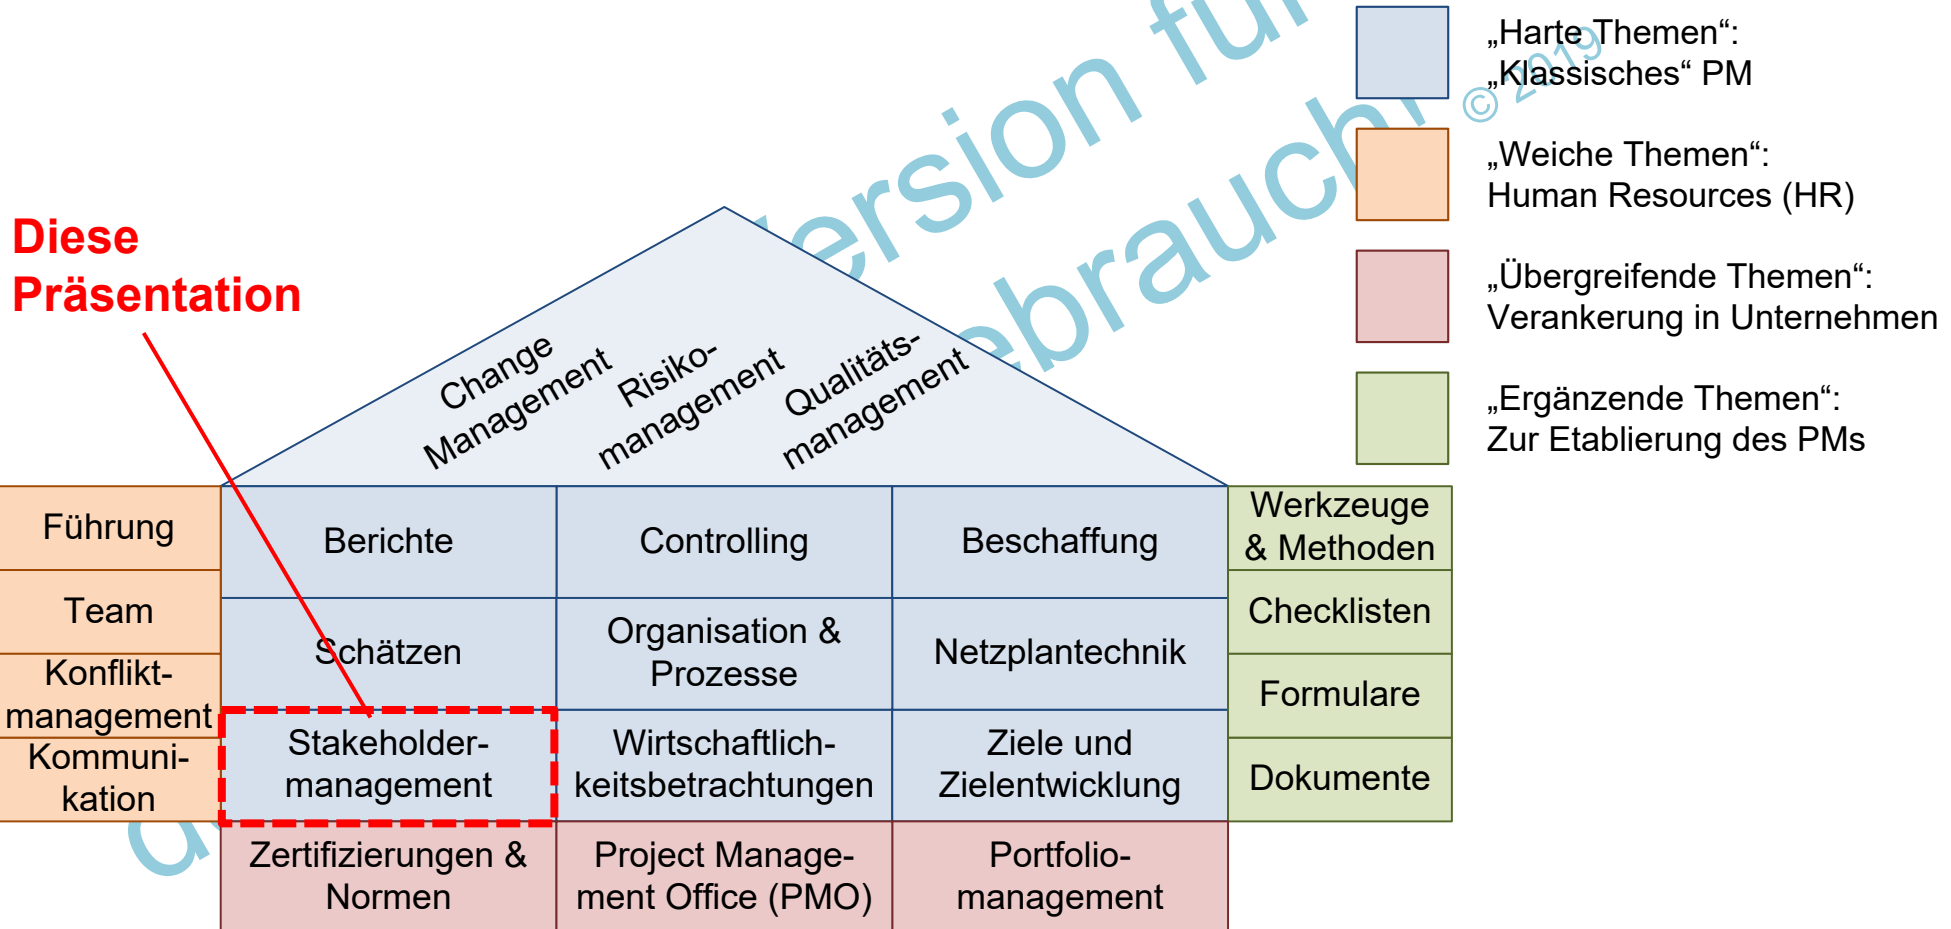 „Harte Themen“:
„Klassisches“ PM
„Weiche Themen“:
Human Resources (HR)
„Übergreifende Themen“:
Verankerung in Unternehmen
„Ergänzende Themen“:
Zur Etablierung des PMs
© 2019
Diese
Präsentation
Change
Management
Risiko-
management
Qualitäts-
management
Führung
Team
Konflikt-
management
Kommuni-
kation
Berichte
Controlling
Beschaffung
Schätzen
Organisation &
Prozesse
Netzplantechnik
Stakeholder-
management
Wirtschaftlich-
keitsbetrachtungen
Ziele und
Zielentwicklung
Werkzeuge
& Methoden
Checklisten
Formulare
Dokumente
Zertifizierungen &
Normen
Project Manage-
ment Office (PMO)
Portfolio-
management